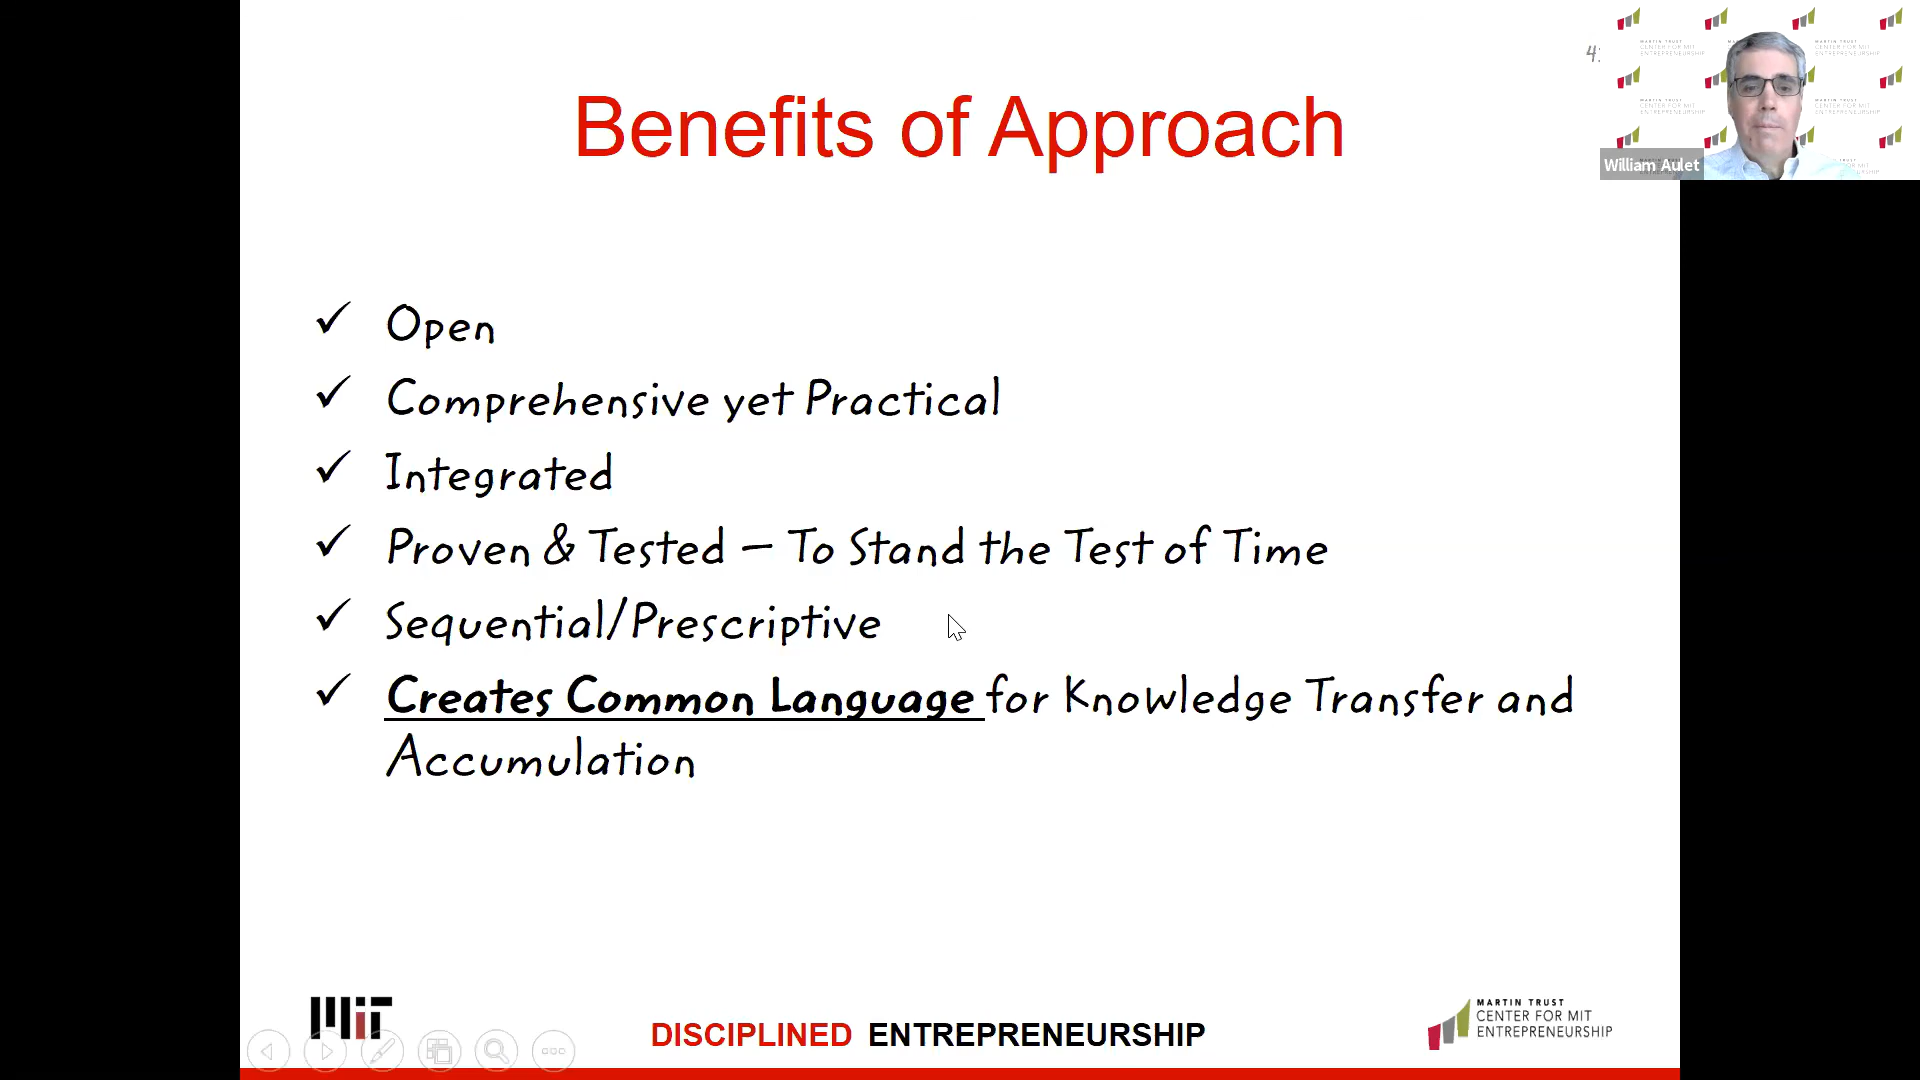 Benefits of Approach
William Aulet
✓ Open
✓ Comprehensive yet Practical
✓ Integrated
✓ Proven & Tested – To Stand the Test of Time
✓ Sequential/Prescriptive
✓ Creates Common Language for Knowledge Transfer and
Accumulation
MIT
DISCIPLINED ENTREPRENEURSHIP
MARTIN TRUST
CENTER FOR MIT
ENTREPRENEURSHIP